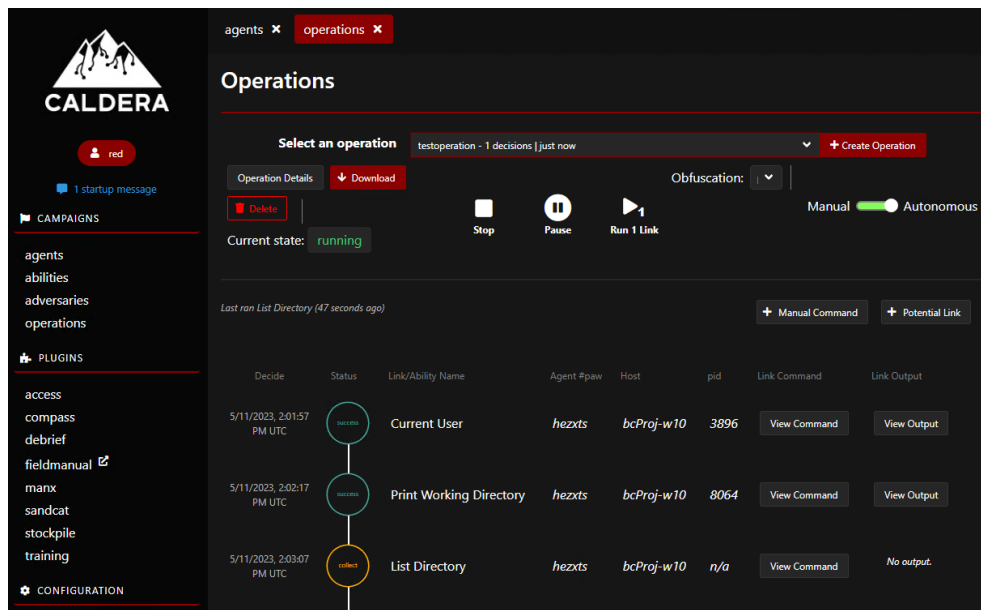 agents ×
operations ×
CALDERA
red
1 startup message
CAMPAIGNS
agents
abilities
adversaries
operations
PLUGINS
access
compass
debrief
fieldmanual
manx
sandcat
stockpile
training
CONFIGURATION
Operations
Select an operation
testoperation - 1 decisions | just now
+ Create Operation
Operation Details
Download
Obfuscation:
Delete
Stop
Pause
1
Run 1 Link
Manual
Autonomous
Current state: running
Last ran List Directory (47 seconds ago)
+ Manual Command
+ Potential Link
Decide Status Link/Ability Name Agent #paw Host pid Link Command Link Output
5/11/2023, 2:01:57
PM UTC
success
Current User hezxts bcProj-w10 3896 View Command View Output
5/11/2023, 2:02:17
PM UTC
success
Print Working Directory hezxts bcProj-w10 8064 View Command View Output
5/11/2023, 2:03:07
PM UTC
collect
List Directory hezxts bcProj-w10 n/a View Command No output.